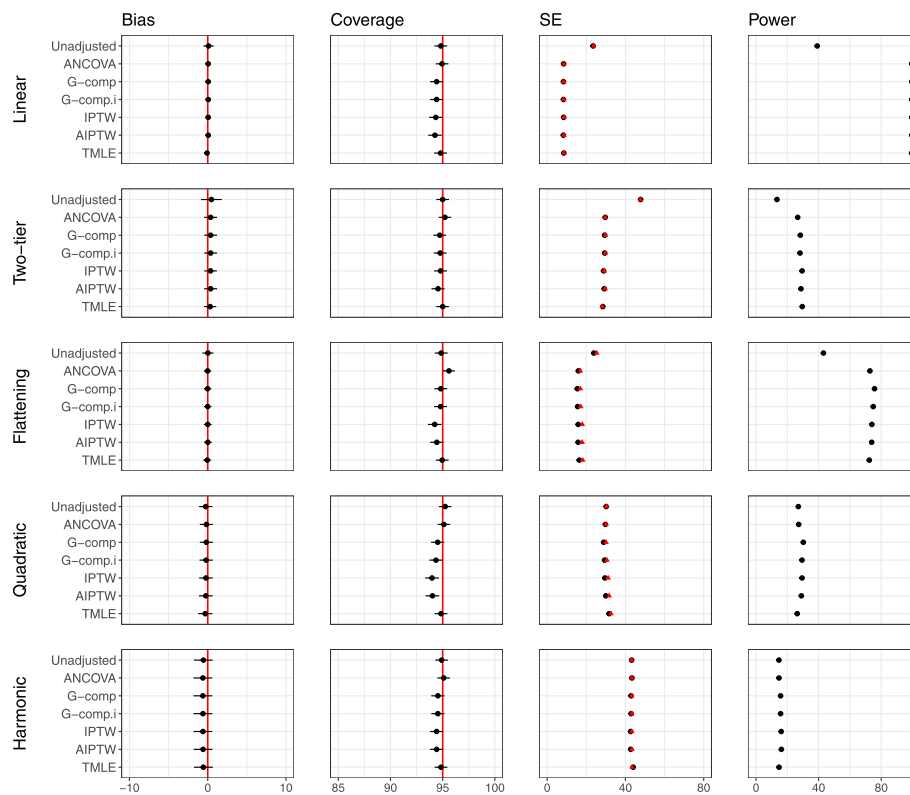 Bias Coverage SE Power
Linear
Unadjusted
ANCOVA
G−comp
G−comp.i
IPTW
AIPTW
TMLE
Two−tier
Unadjusted
ANCOVA
G−comp
G−comp.i
IPTW
AIPTW
TMLE
Flattening
Unadjusted
ANCOVA
G−comp
G−comp.i
IPTW
AIPTW
TMLE
Quadratic
Unadjusted
ANCOVA
G−comp
G−comp.i
IPTW
AIPTW
TMLE
Harmonic
Unadjusted
ANCOVA
G−comp
G−comp.i
IPTW
AIPTW
TMLE
−10 0 10 85 90 95 100 0 40 80 0 40 80